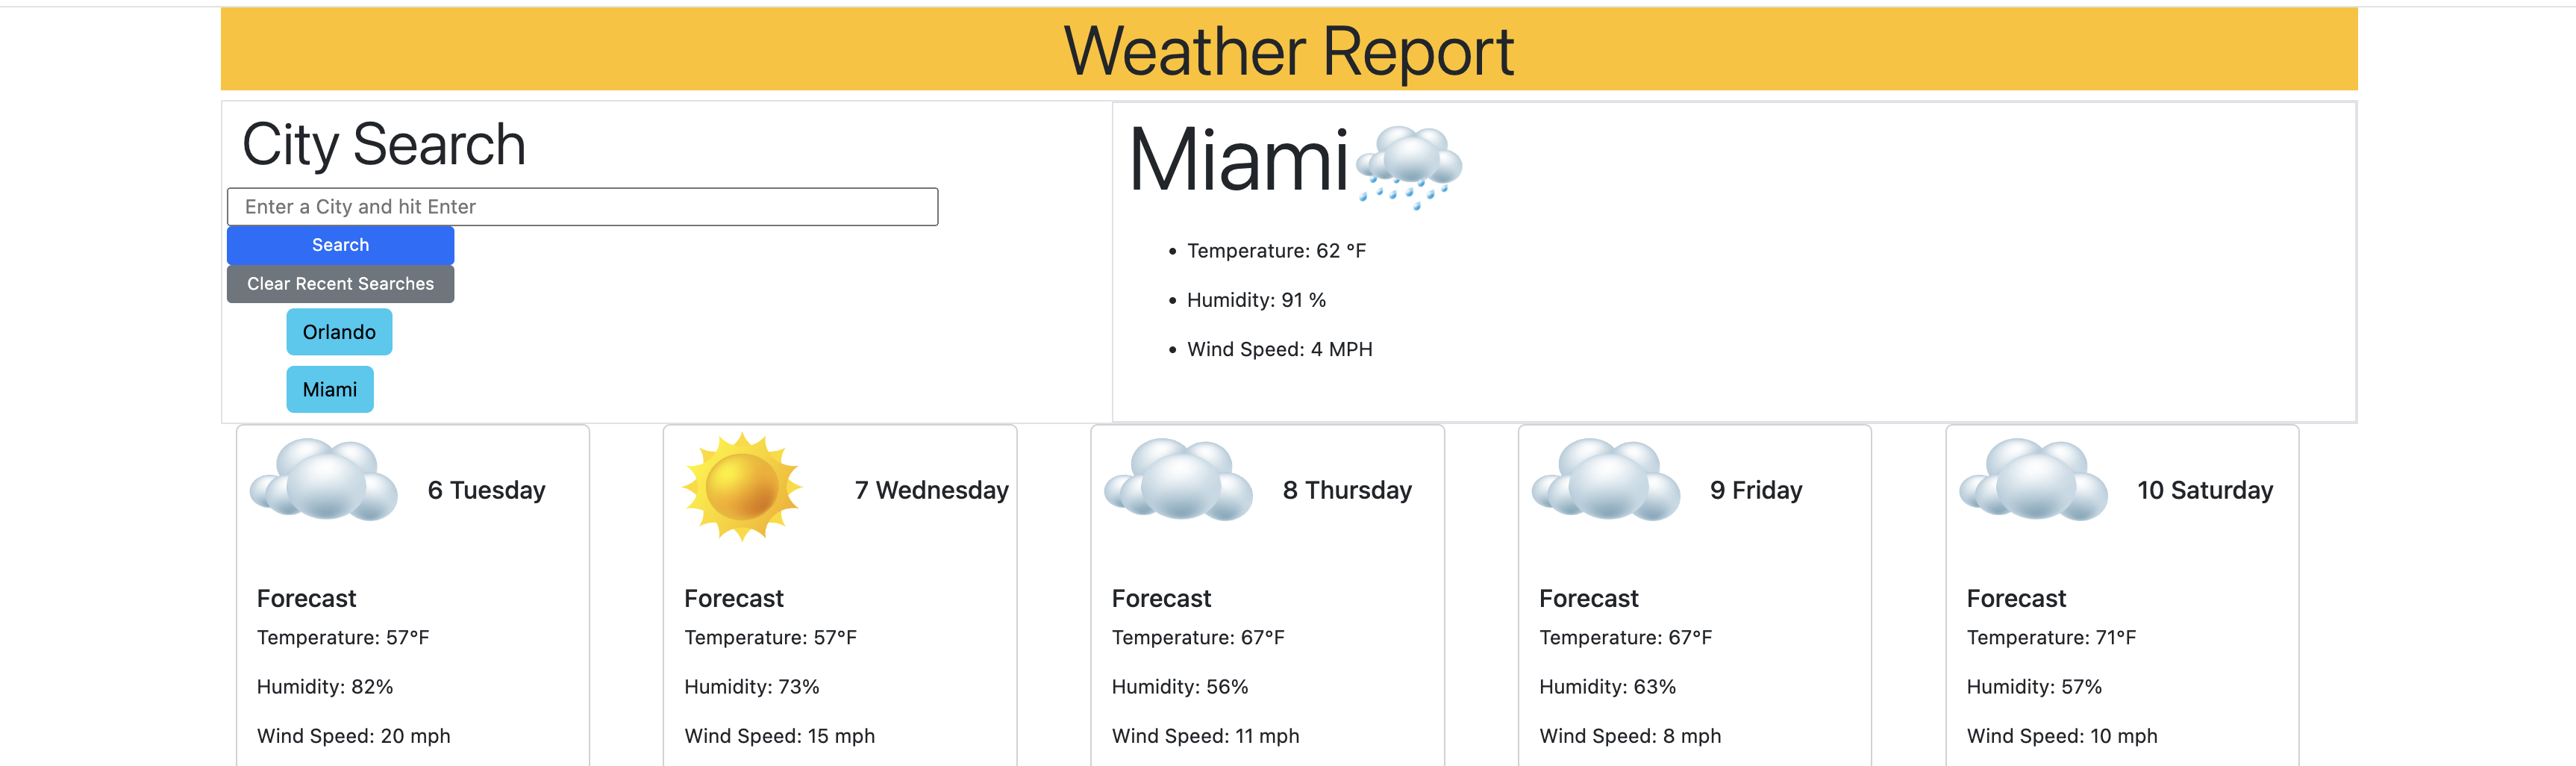 Weather Report
City Search
Enter a City and hit Enter
Search
Clear Recent Searches
Orlando
Miami
Miami
Temperature: 62 °F
Humidity: 91 %
Wind Speed: 4 MPH
6 Tuesday
Forecast
Temperature: 57°F
Humidity: 82%
Wind Speed: 20 mph
7 Wednesday
Forecast
Temperature: 57°F
Humidity: 73%
Wind Speed: 15 mph
8 Thursday
Forecast
Temperature: 67°F
Humidity: 56%
Wind Speed: 11 mph
9 Friday
Forecast
Temperature: 67°F
Humidity: 63%
Wind Speed: 8 mph
10 Saturday
Forecast
Temperature: 71°F
Humidity: 57%
Wind Speed: 10 mph